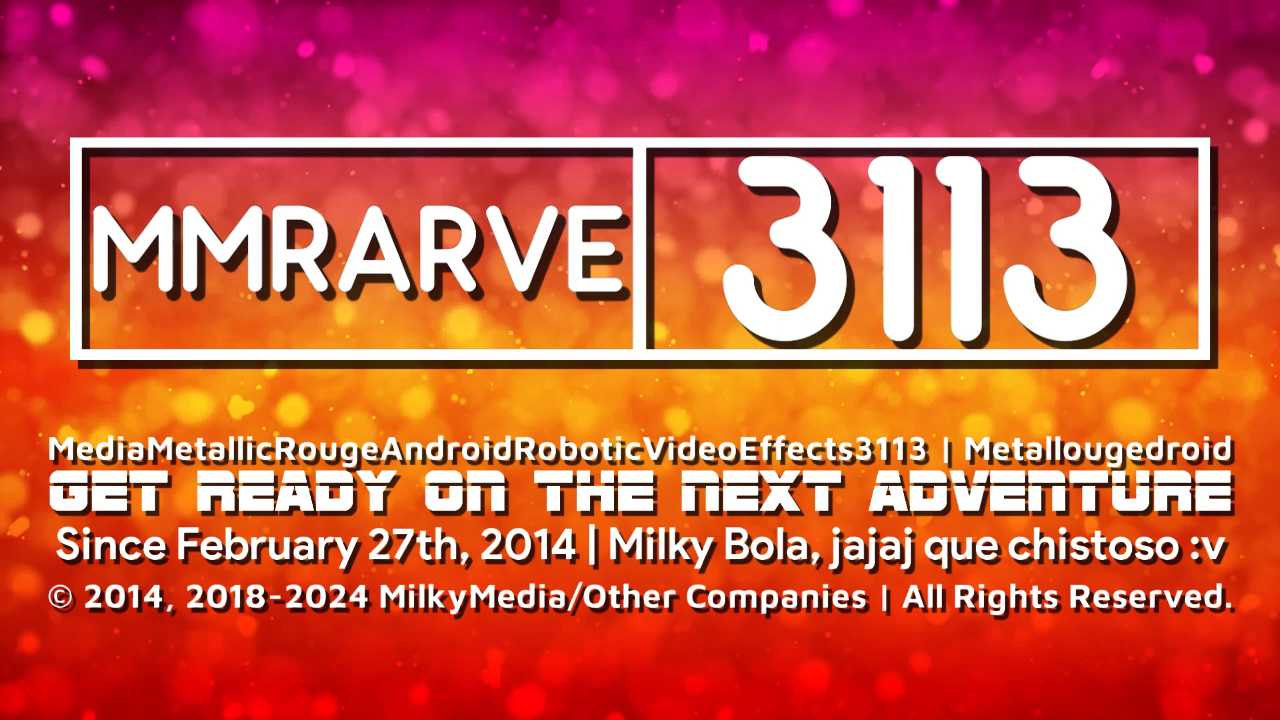 MMRARVE 3113
MediaMetallicRougeAndroidRoboticVideoEffects3113 | Metallougedroid
GET READY ON THE NEXT ADVENTURE
Since February 27th, 2014 | Milky Bola, jajaj que chistoso :v
© 2014, 2018-2024 MilkyMedia/Other Companies | All Rights Reserved.